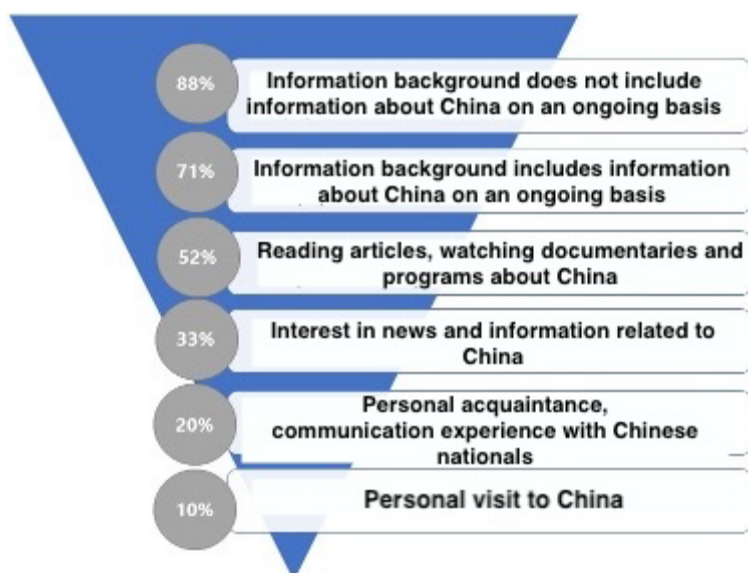 88%
Information background does not include
information about China on an ongoing basis
71%
Information background includes information
about China on an ongoing basis
52%
Reading articles, watching documentaries and
programs about China
33%
Interest in news and information related to
China
20%
Personal acquaintance,
communication experience with Chinese
nationals
10%
Personal visit to China